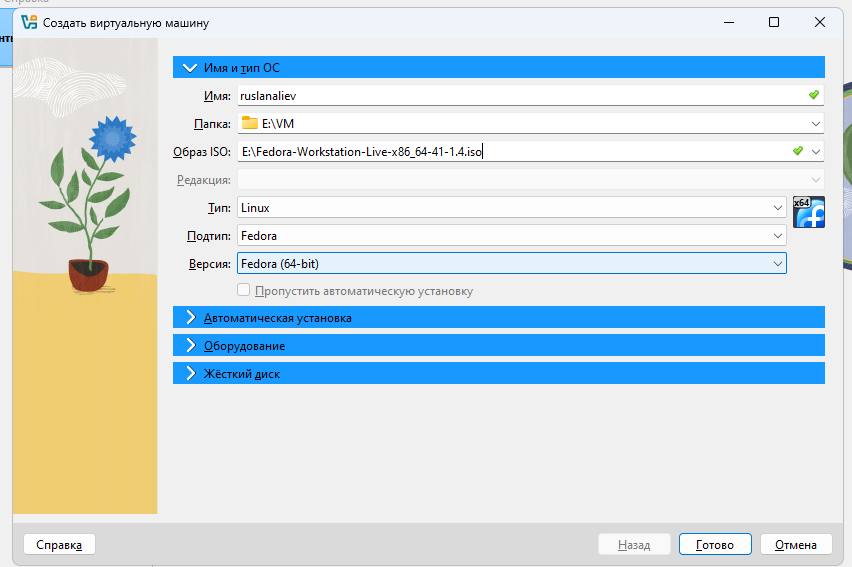 Справка
Создать виртуальную машину
Имя и тип ОС
Имя: ruslanaliev
Папка: E:\VM
Образ ISO: E:\Fedora-Workstation-Live-x86_64-41-1.4.iso
Редакция:
Тип: Linux
x64
Подтип: Fedora
Версия: Fedora (64-bit)
Пропустить автоматическую установку
Автоматическая установка
Оборудование
Жёсткий диск
Справка
Назад
Готово
Отмена